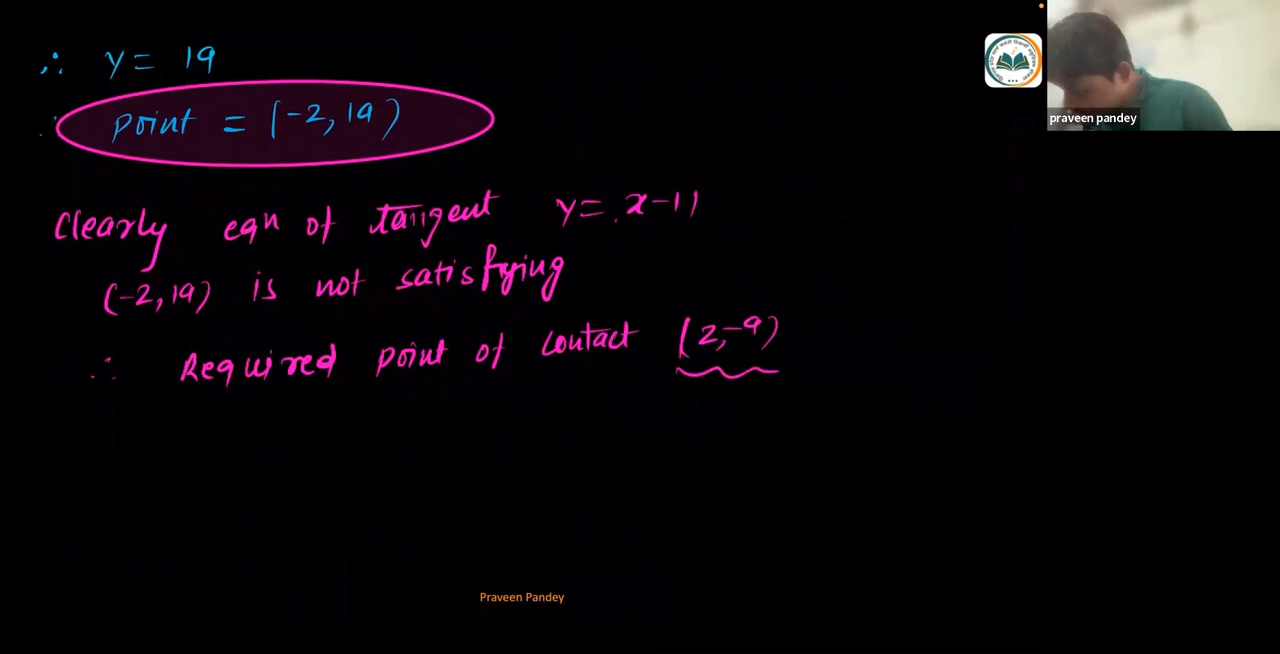 ∴ y = 19
∴ point = (-2, 19)
praveen pandey
Clearly eqn of tangent y = x-11
(-2, 19) is not satisfying
∴ Required point of contact (2, -9)
Praveen Pandey